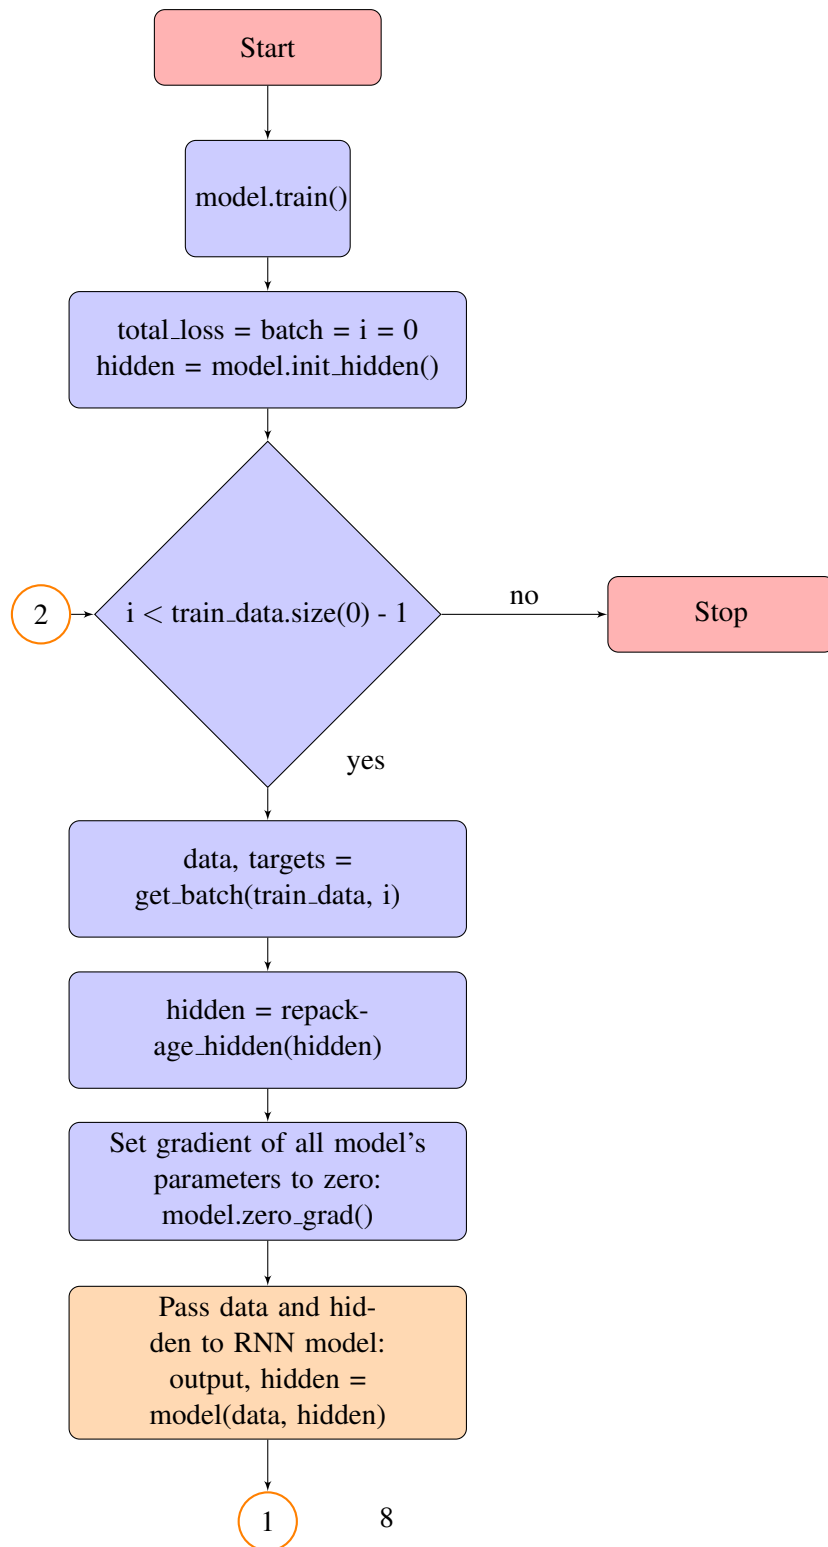 Start
model.train()
total_loss = batch = i = 0
hidden = model.init_hidden()
2
i < train_data.size(0) - 1
no
Stop
yes
data, targets =
get_batch(train_data, i)
hidden = repack-
age_hidden(hidden)
Set gradient of all model's
parameters to zero:
model.zero_grad()
Pass data and hid-
den to RNN model:
output, hidden =
model(data, hidden)
1
8